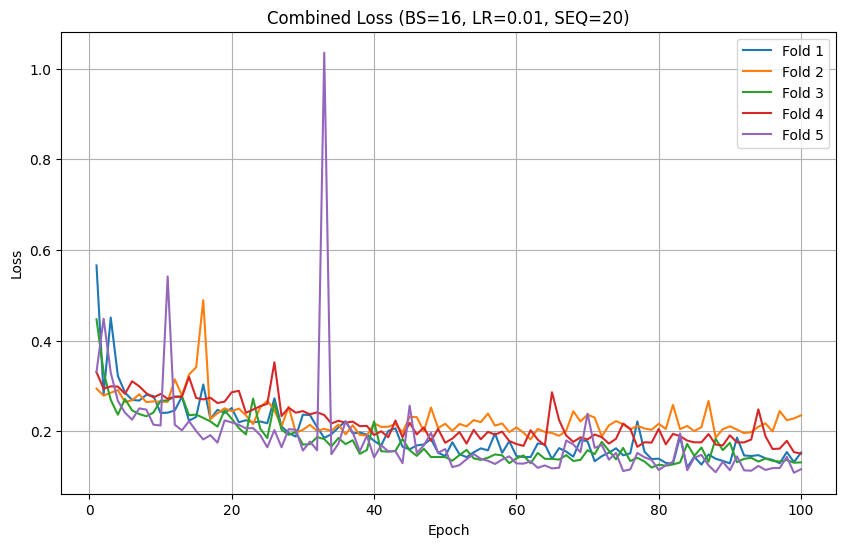 Combined Loss (BS=16, LR=0.01, SEQ=20)
Fold 1
Fold 2
Fold 3
Fold 4
Fold 5
Loss
1.0
0.8
0.6
0.4
0.2
0 20 40 60 80 100
Epoch